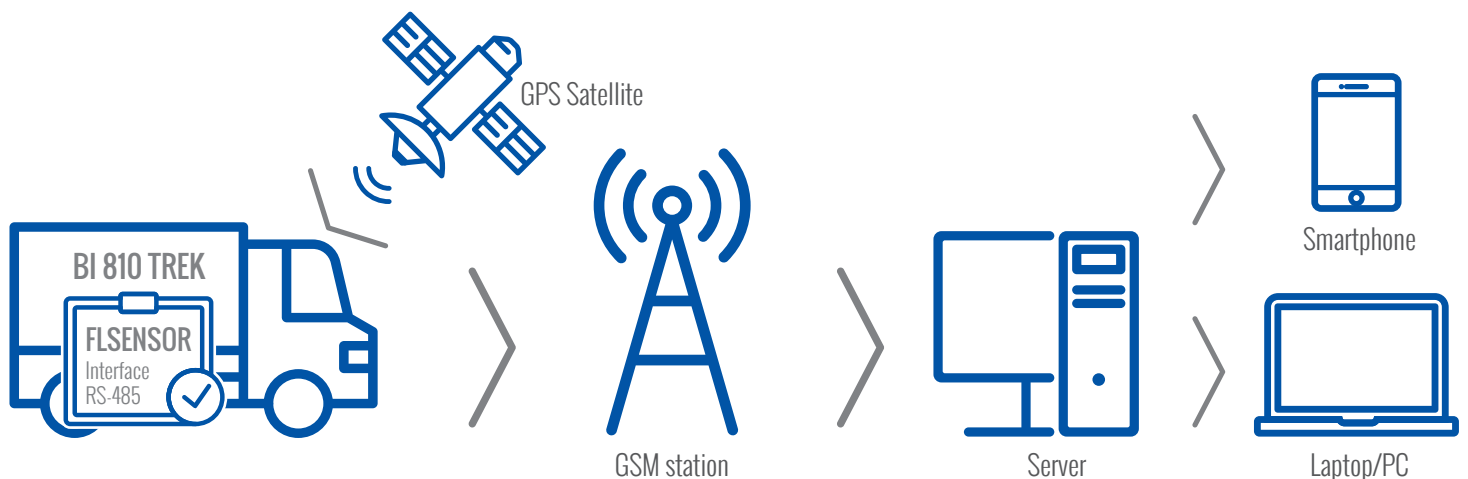 GPS Satellite
BI 810 TREK
FLSENSOR
Interface
RS-485
GSM station
Server
Smartphone
Laptop/PC